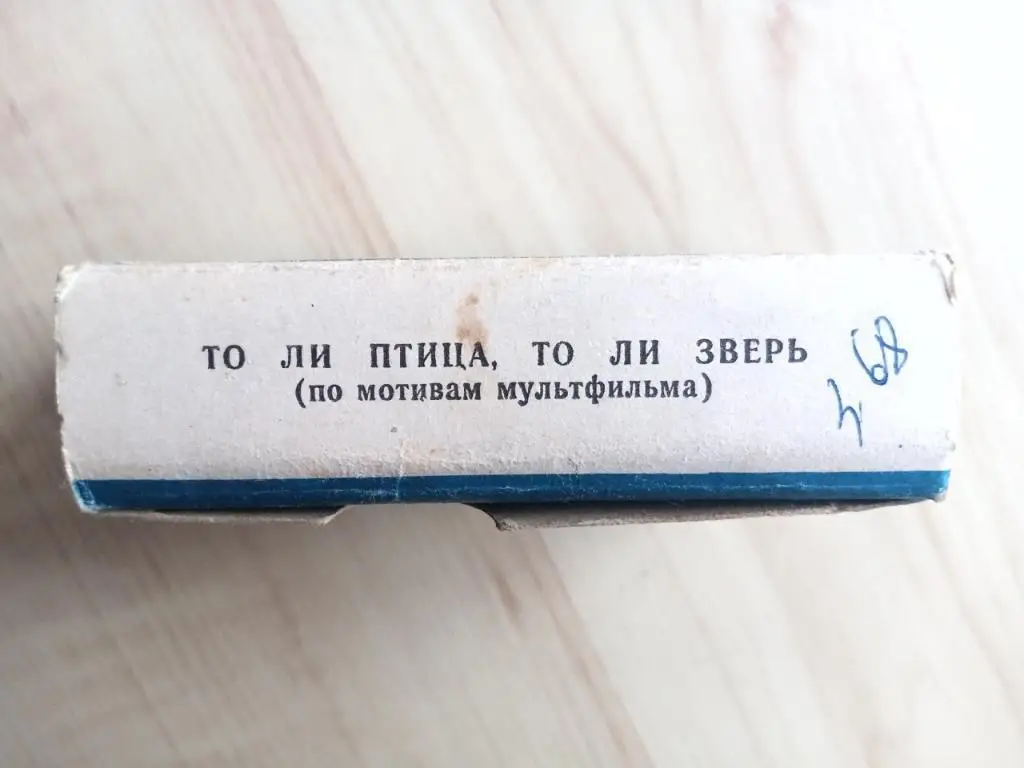 ТО ЛИ ПТИЦА, ТО ЛИ ЗВЕРЬ
(по мотивам мультфильма)